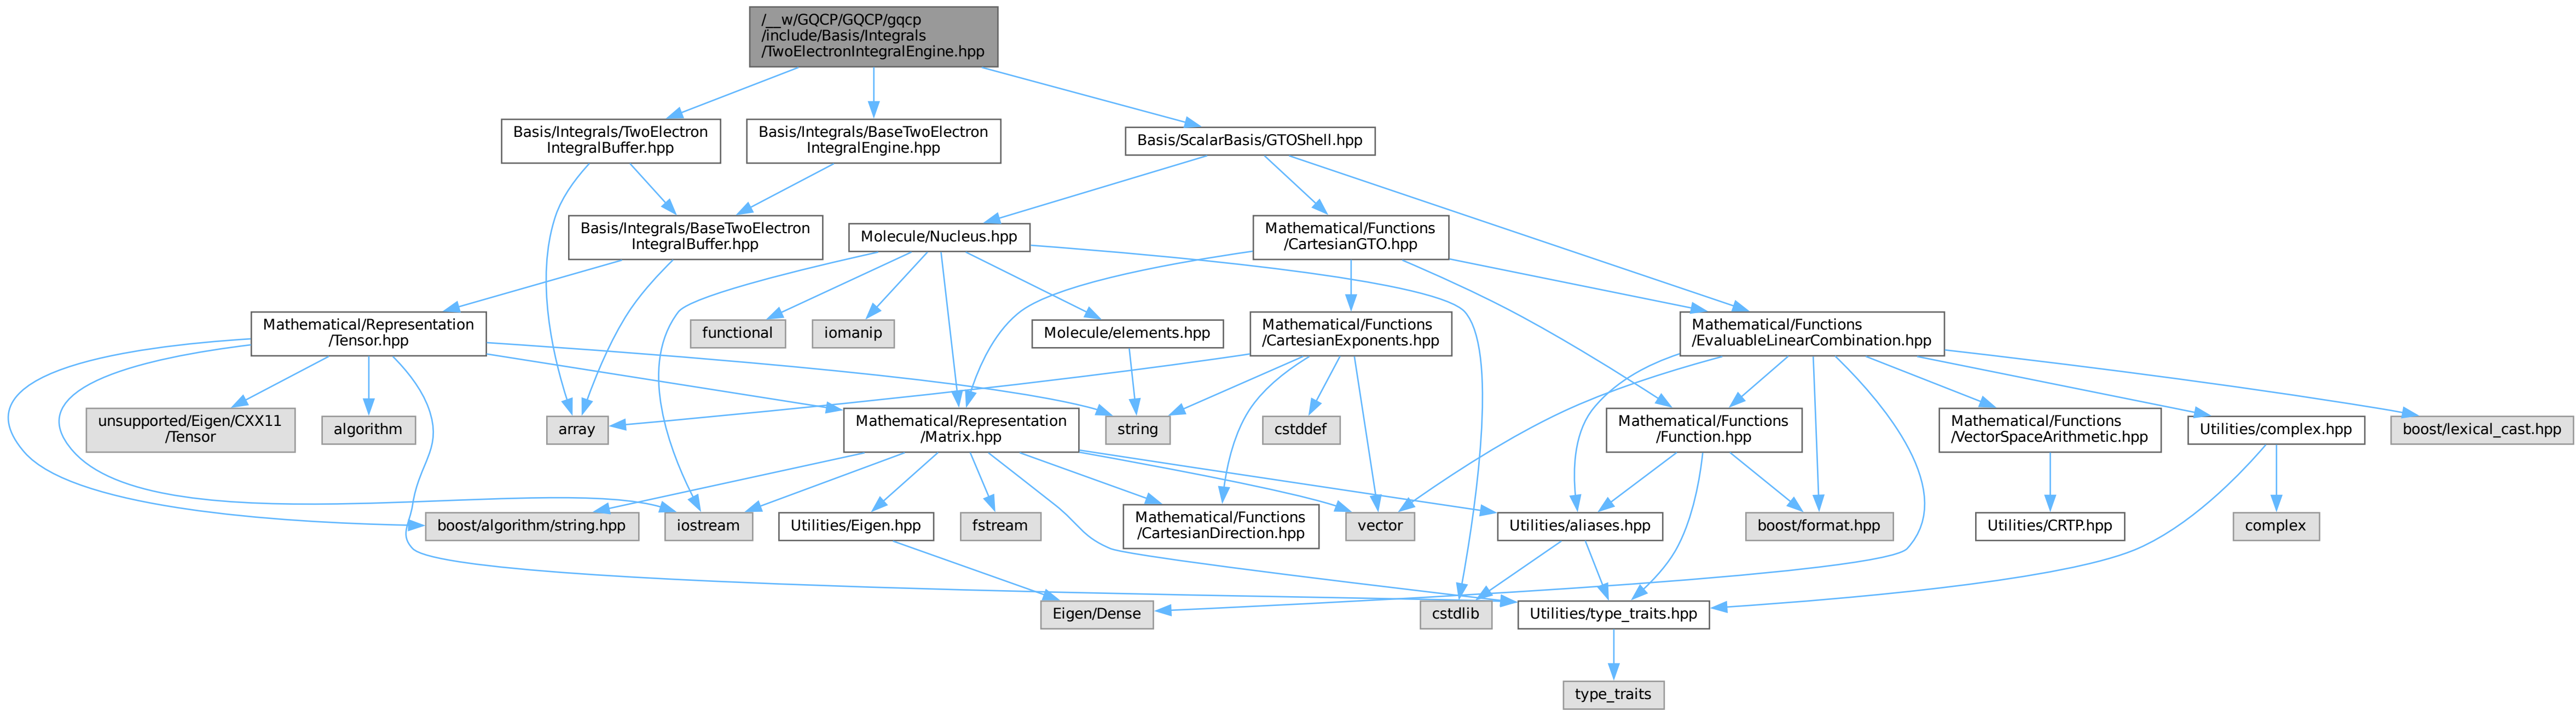 /__w/GQCP/GQCP/gqcp
/include/Basis/Integrals
/TwoElectronIntegralEngine.hpp
Basis/Integrals/TwoElectron
IntegralBuffer.hpp
Basis/Integrals/BaseTwoElectron
IntegralEngine.hpp
Basis/ScalarBasis/GTOShell.hpp
Basis/Integrals/BaseTwoElectron
IntegralBuffer.hpp
Molecule/Nucleus.hpp
Mathematical/Functions
/CartesianGTO.hpp
Mathematical/Representation
/Tensor.hpp
functional
iomanip
Molecule/elements.hpp
Mathematical/Functions
/CartesianExponents.hpp
Mathematical/Functions
/EvaluableLinearCombination.hpp
unsupported/Eigen/CXX11
/Tensor
algorithm
array
Mathematical/Representation
/Matrix.hpp
string
cstddef
Mathematical/Functions
/Function.hpp
Mathematical/Functions
/VectorSpaceArithmetic.hpp
Utilities/complex.hpp
boost/lexical_cast.hpp
boost/algorithm/string.hpp
iostream
Utilities/Eigen.hpp
fstream
Mathematical/Functions
/CartesianDirection.hpp
vector
Utilities/aliases.hpp
boost/format.hpp
Utilities/CRTP.hpp
complex
Eigen/Dense
cstdlib
Utilities/type_traits.hpp
type_traits